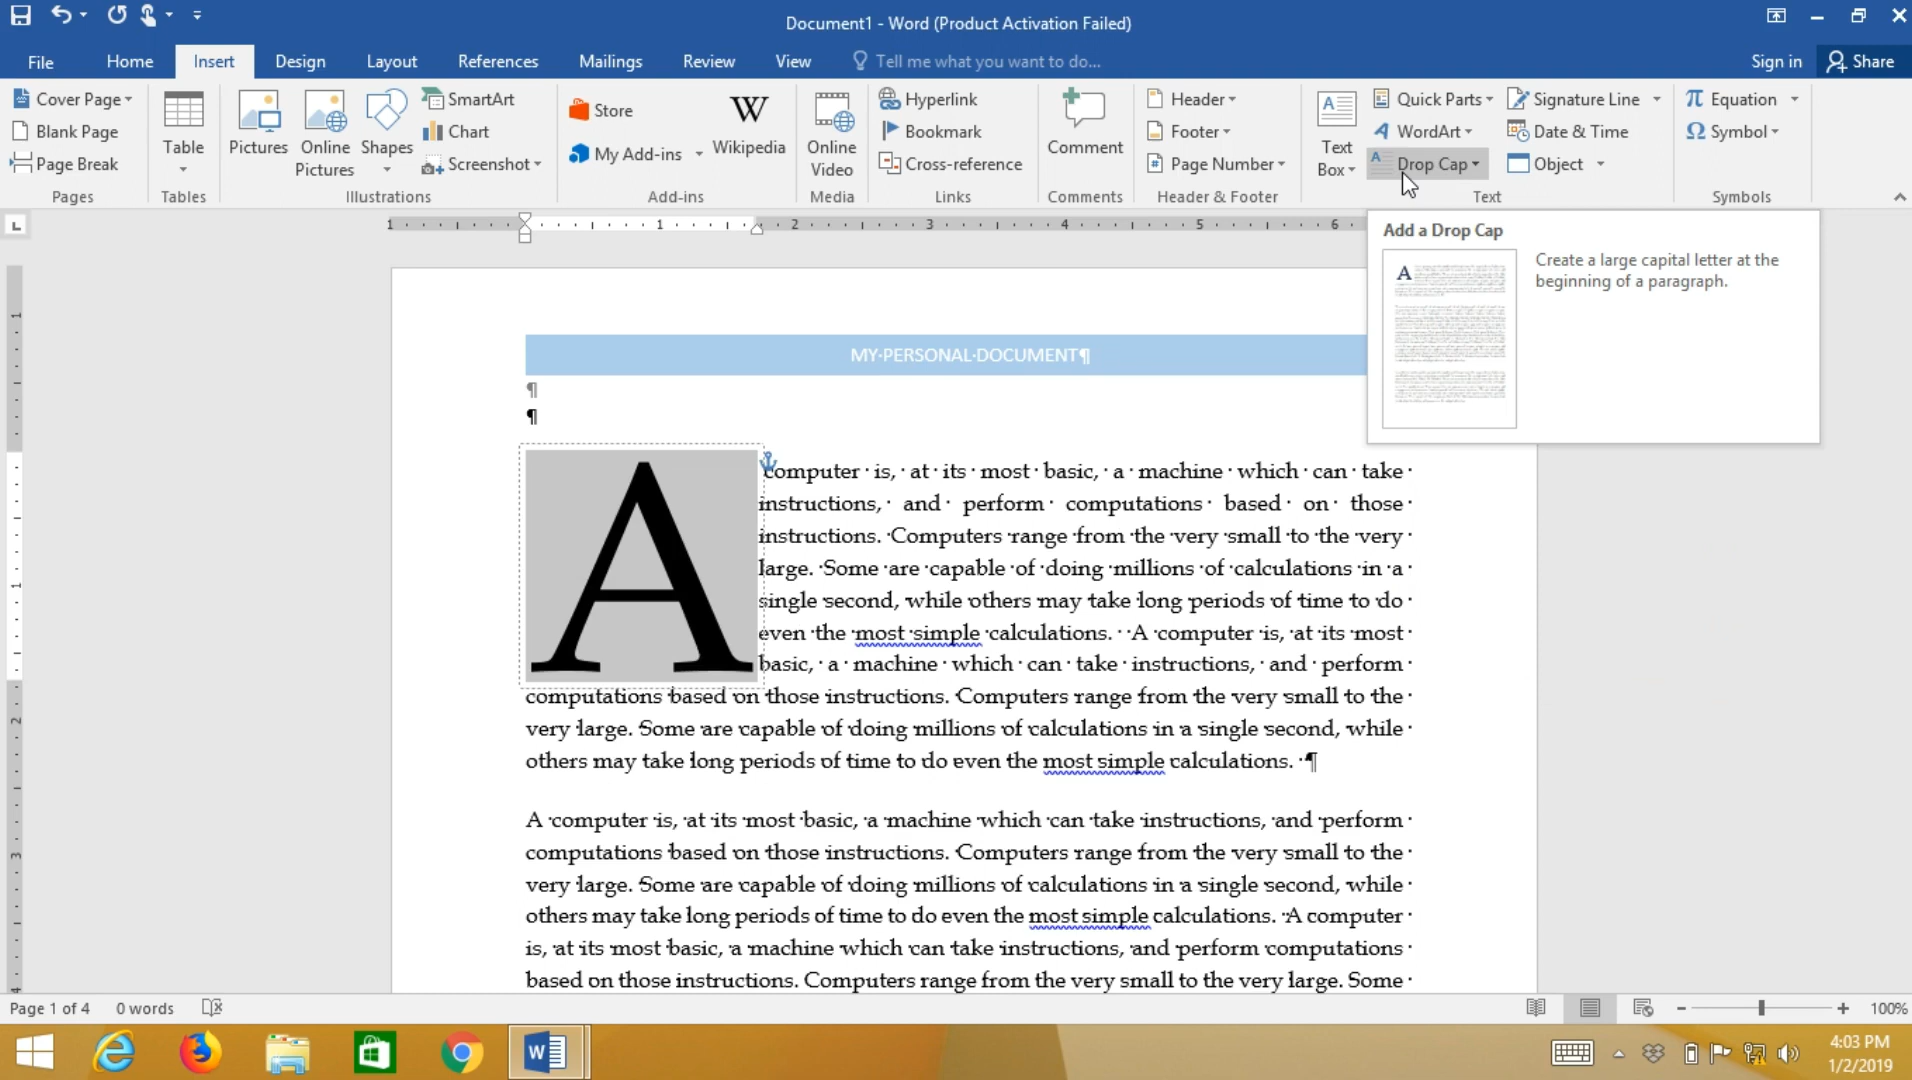 Document1 - Word (Product Activation Failed)
File Home Insert Design Layout References Mailings Review View Tell me what you want to do... Sign in Share
Cover Page
Blank Page
Page Break
Pages
Table
Tables
Pictures
Online Pictures
Shapes
SmartArt
Chart
Screenshot
Illustrations
Store
My Add-ins
W
Wikipedia
Add-ins
Online Video
Media
Hyperlink
Bookmark
Cross-reference
Links
Comment
Comments
Header
Footer
Page Number
Header & Footer
A
Text Box
Quick Parts
WordArt
Drop Cap
Signature Line
Date & Time
Object
Text
π Equation
Ω Symbol
Symbols
L
1 1 2 3 4 5 6
Add a Drop Cap
A
Create a large capital letter at the
beginning of a paragraph.
1
1
2
3
4
MY·PERSONAL·DOCUMENT¶
¶
¶
A
computer is, at its most basic, a machine which can take
instructions, and perform computations based on those
instructions. Computers range from the very small to the very
large. Some are capable of doing millions of calculations in a
single second, while others may take long periods of time to do
even the most simple calculations. A computer is, at its most
basic, a machine which can take instructions, and perform
computations based on those instructions. Computers range from the very small to the
very large. Some are capable of doing millions of calculations in a single second, while
others may take long periods of time to do even the most simple calculations. ¶
A computer is, at its most basic, a machine which can take instructions, and perform
computations based on those instructions. Computers range from the very small to the
very large. Some are capable of doing millions of calculations in a single second, while
others may take long periods of time to do even the most simple calculations. A computer
is, at its most basic, a machine which can take instructions, and perform computations
based on those instructions. Computers range from the very small to the very large. Some
Page 1 of 4 0 words 100%
W
4:03 PM
1/2/2019